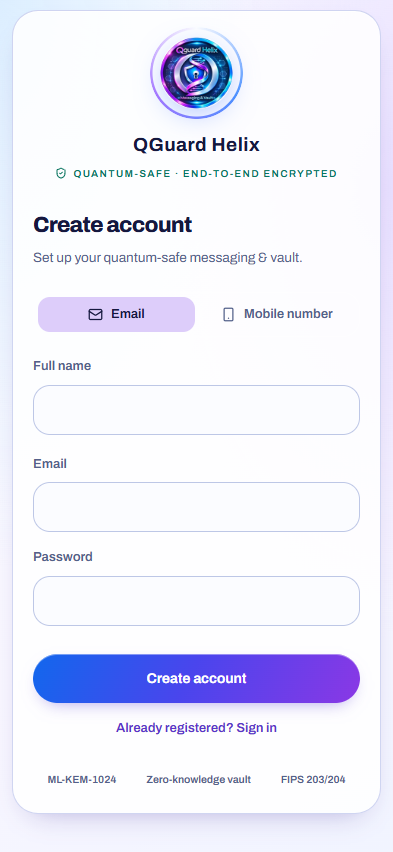 QGuard Helix
QGuard Helix
QUANTUM-SAFE · END-TO-END ENCRYPTED
Create account
Set up your quantum-safe messaging & vault.
Email
Mobile number
Full name
Email
Password
Create account
Already registered? Sign in
ML-KEM-1024
Zero-knowledge vault
FIPS 203/204